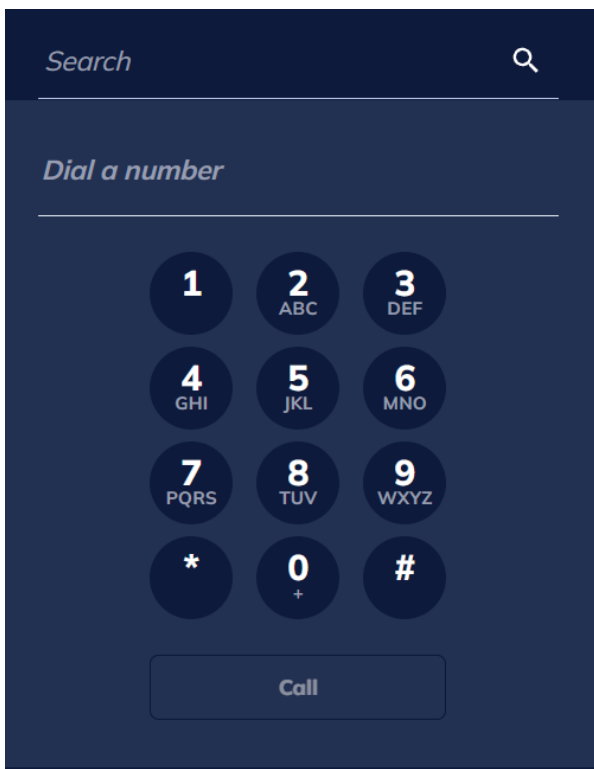 Search
Dial a number
1 2 3
ABC DEF
4 5 6
GHI JKL MNO
7 8 9
PQRS TUV WXYZ
* 0 #
+
Call